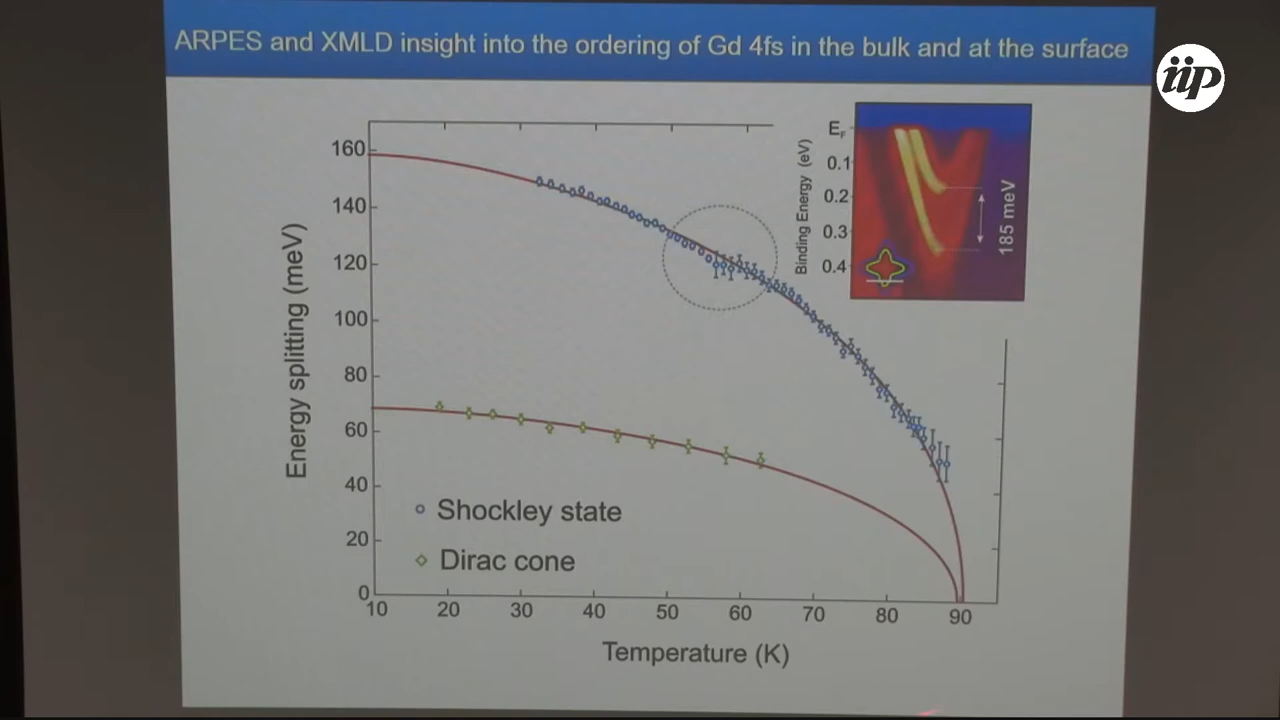 ARPES and XMLD insight into the ordering of Gd 4fs in the bulk and at the surface
iip
Energy splitting (meV)
160
140
120
100
80
60
40
20
0
10 20 30 40 50 60 70 80 90
Temperature (K)
Shockley state
Dirac cone
Binding Energy (eV)
EF
0.1
0.2
0.3
0.4
185 meV